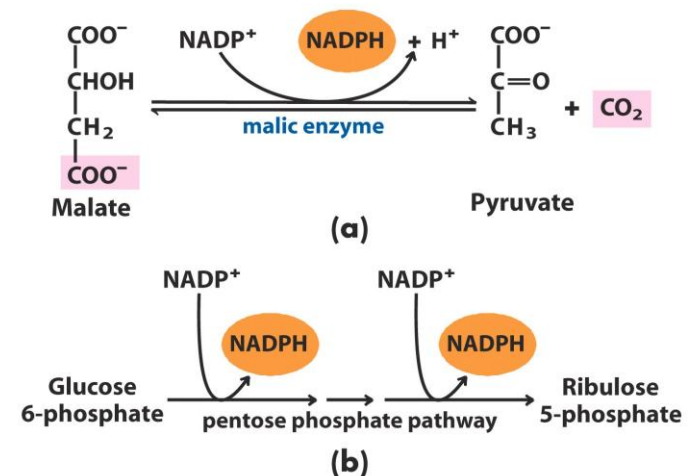 COO⁻
CHOH
CH₂
COO⁻
Malate
NADP⁺ NADPH + H⁺
malic enzyme
COO⁻
C=O
CH₃
+ CO₂
Pyruvate
(a)
NADP⁺ NADP⁺
NADPH NADPH
Glucose
6-phosphate
pentose phosphate pathway
Ribulose
5-phosphate
(b)